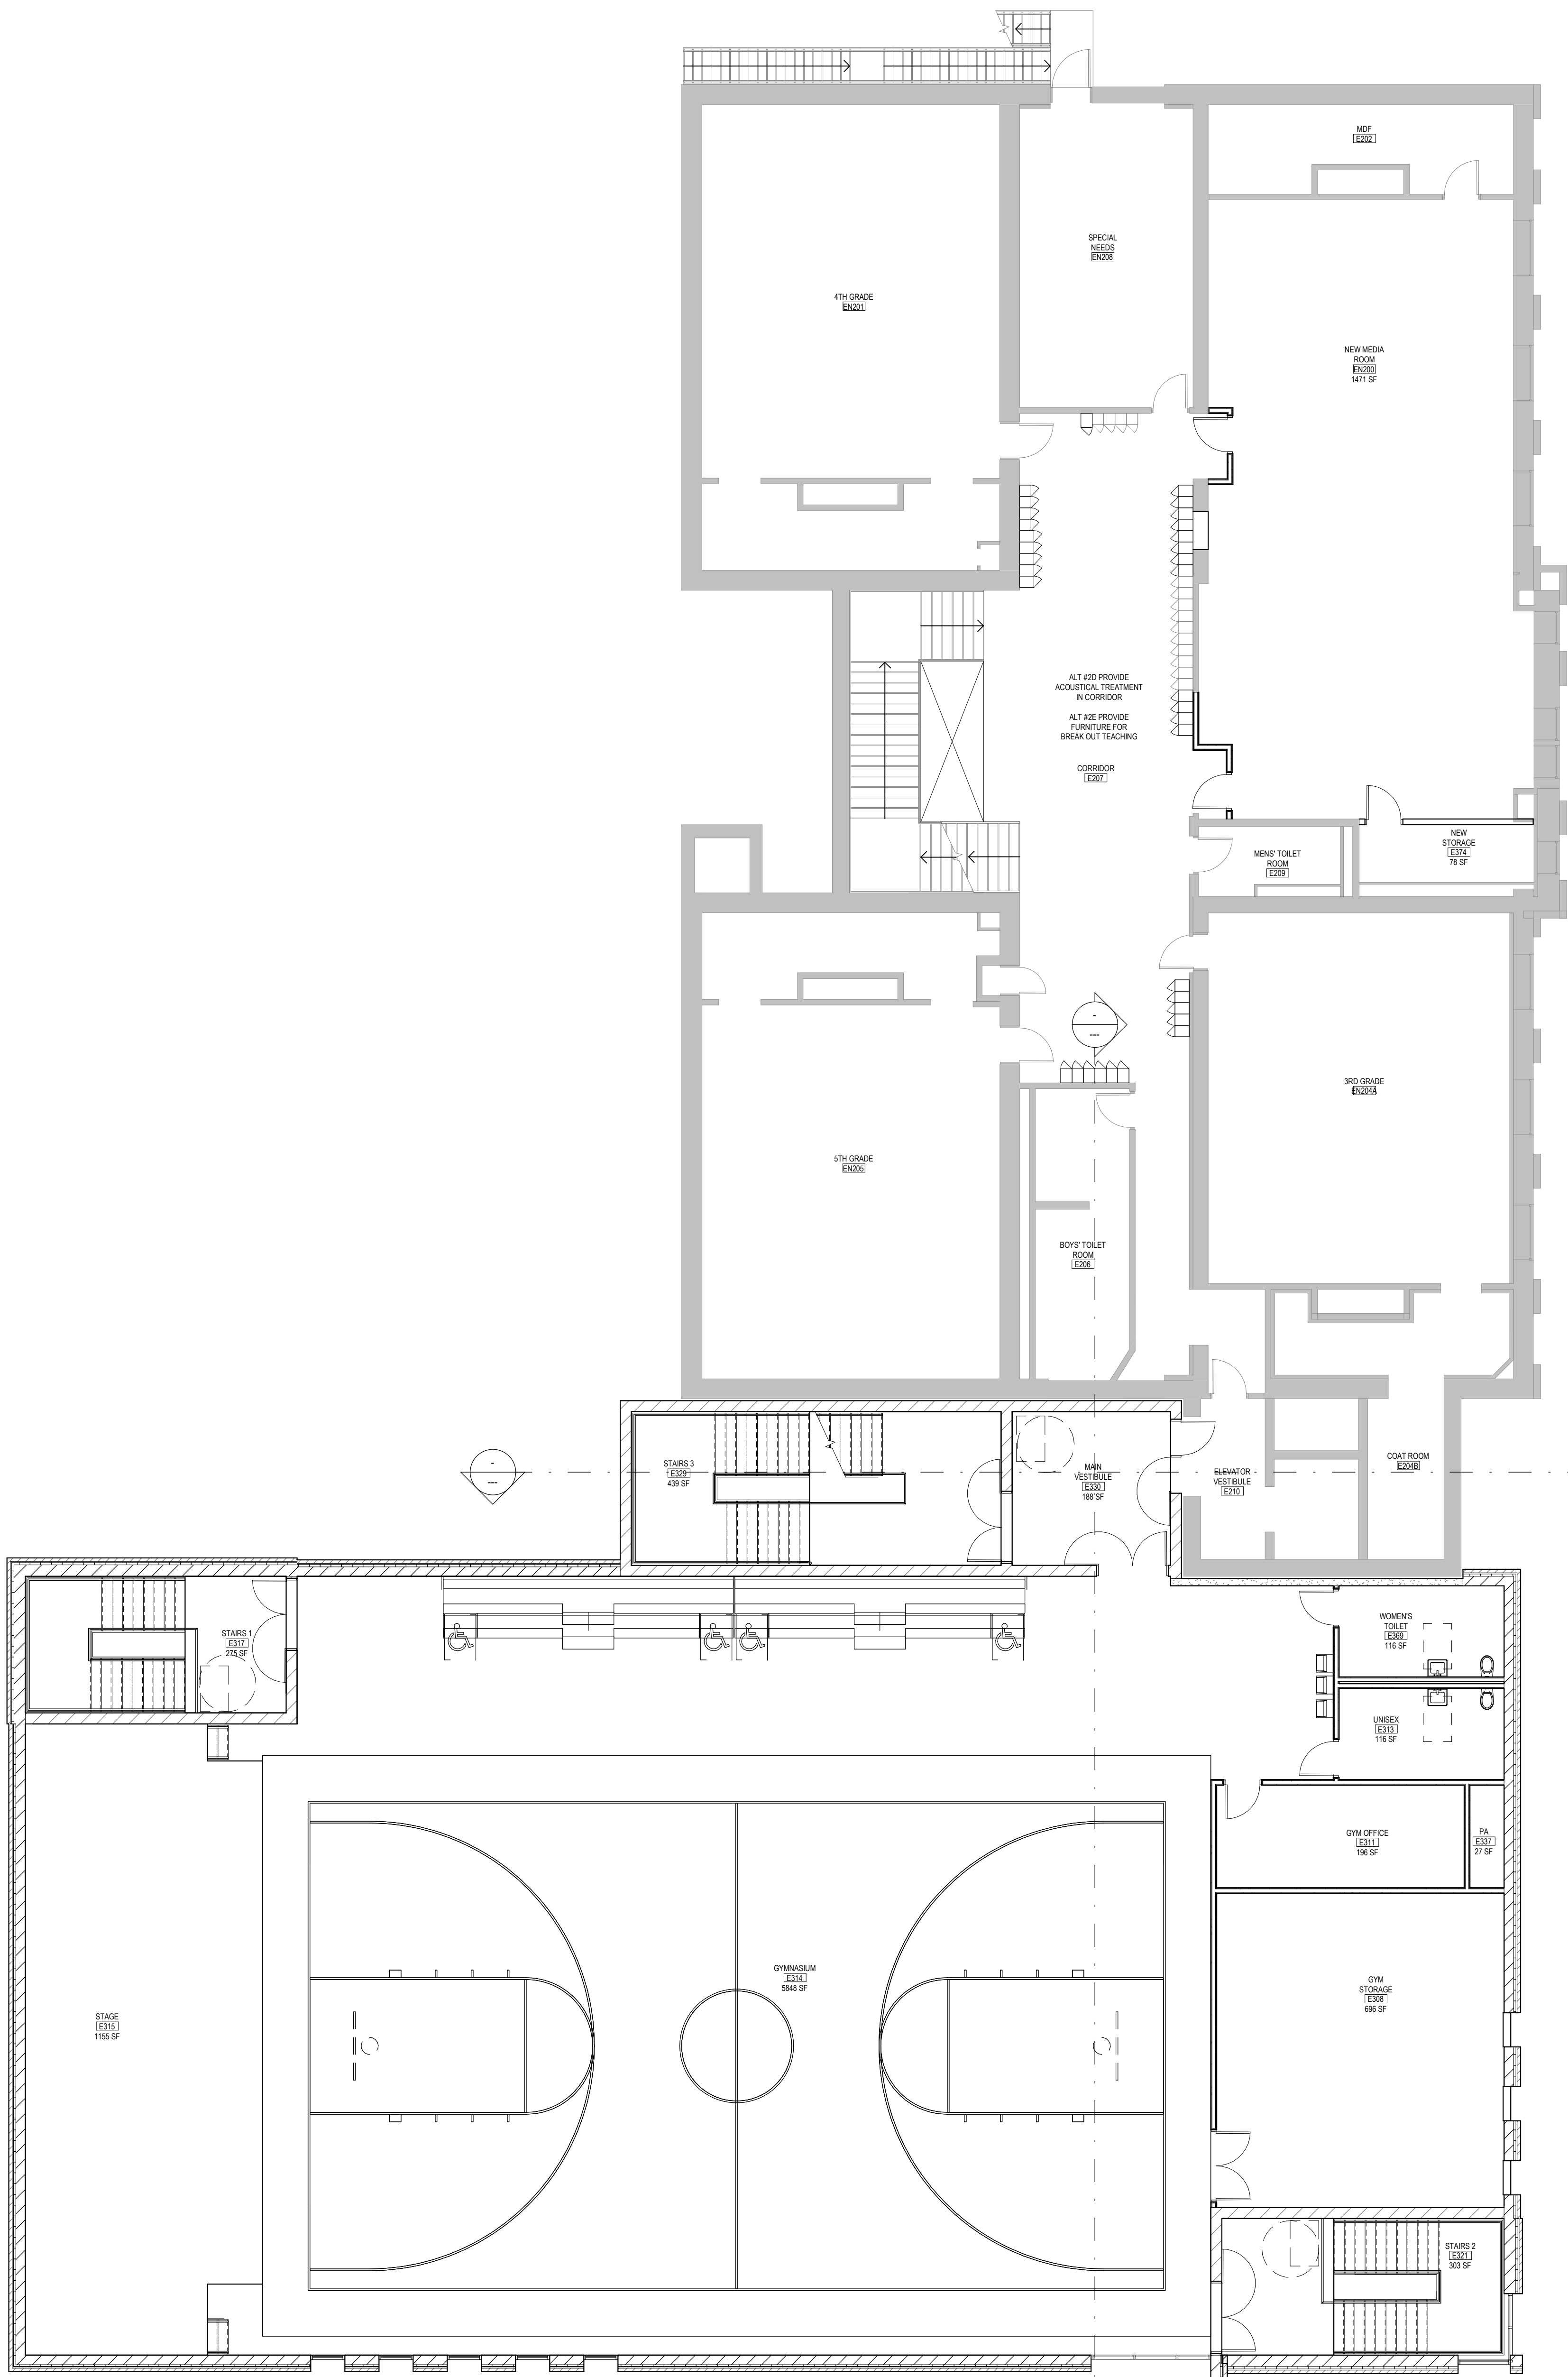 MDF
E202
SPECIAL
NEEDS
EN208
4TH GRADE
EN201
NEW MEDIA
ROOM
EN200
1471 SF
ALT #2D PROVIDE
ACOUSTICAL TREATMENT
IN CORRIDOR
ALT #2E PROVIDE
FURNITURE FOR
BREAK OUT TEACHING
CORRIDOR
E207
NEW
STORAGE
E374
78 SF
MENS' TOILET
ROOM
E209
-
---
3RD GRADE
EN204A
5TH GRADE
EN205
BOYS' TOILET
ROOM
E206
COAT ROOM
E204B
-
---
STAIRS 3
E329
439 SF
MAIN
VESTIBULE
E330
188 SF
ELEVATOR
VESTIBULE
E210
WOMEN'S
TOILET
E369
116 SF
STAIRS 1
E317
275 SF
UNISEX
E313
116 SF
GYM OFFICE
E311
196 SF
PA
E337
27 SF
GYMNASIUM
E314
5848 SF
GYM
STORAGE
E308
696 SF
STAGE
E315
1155 SF
STAIRS 2
E321
303 SF